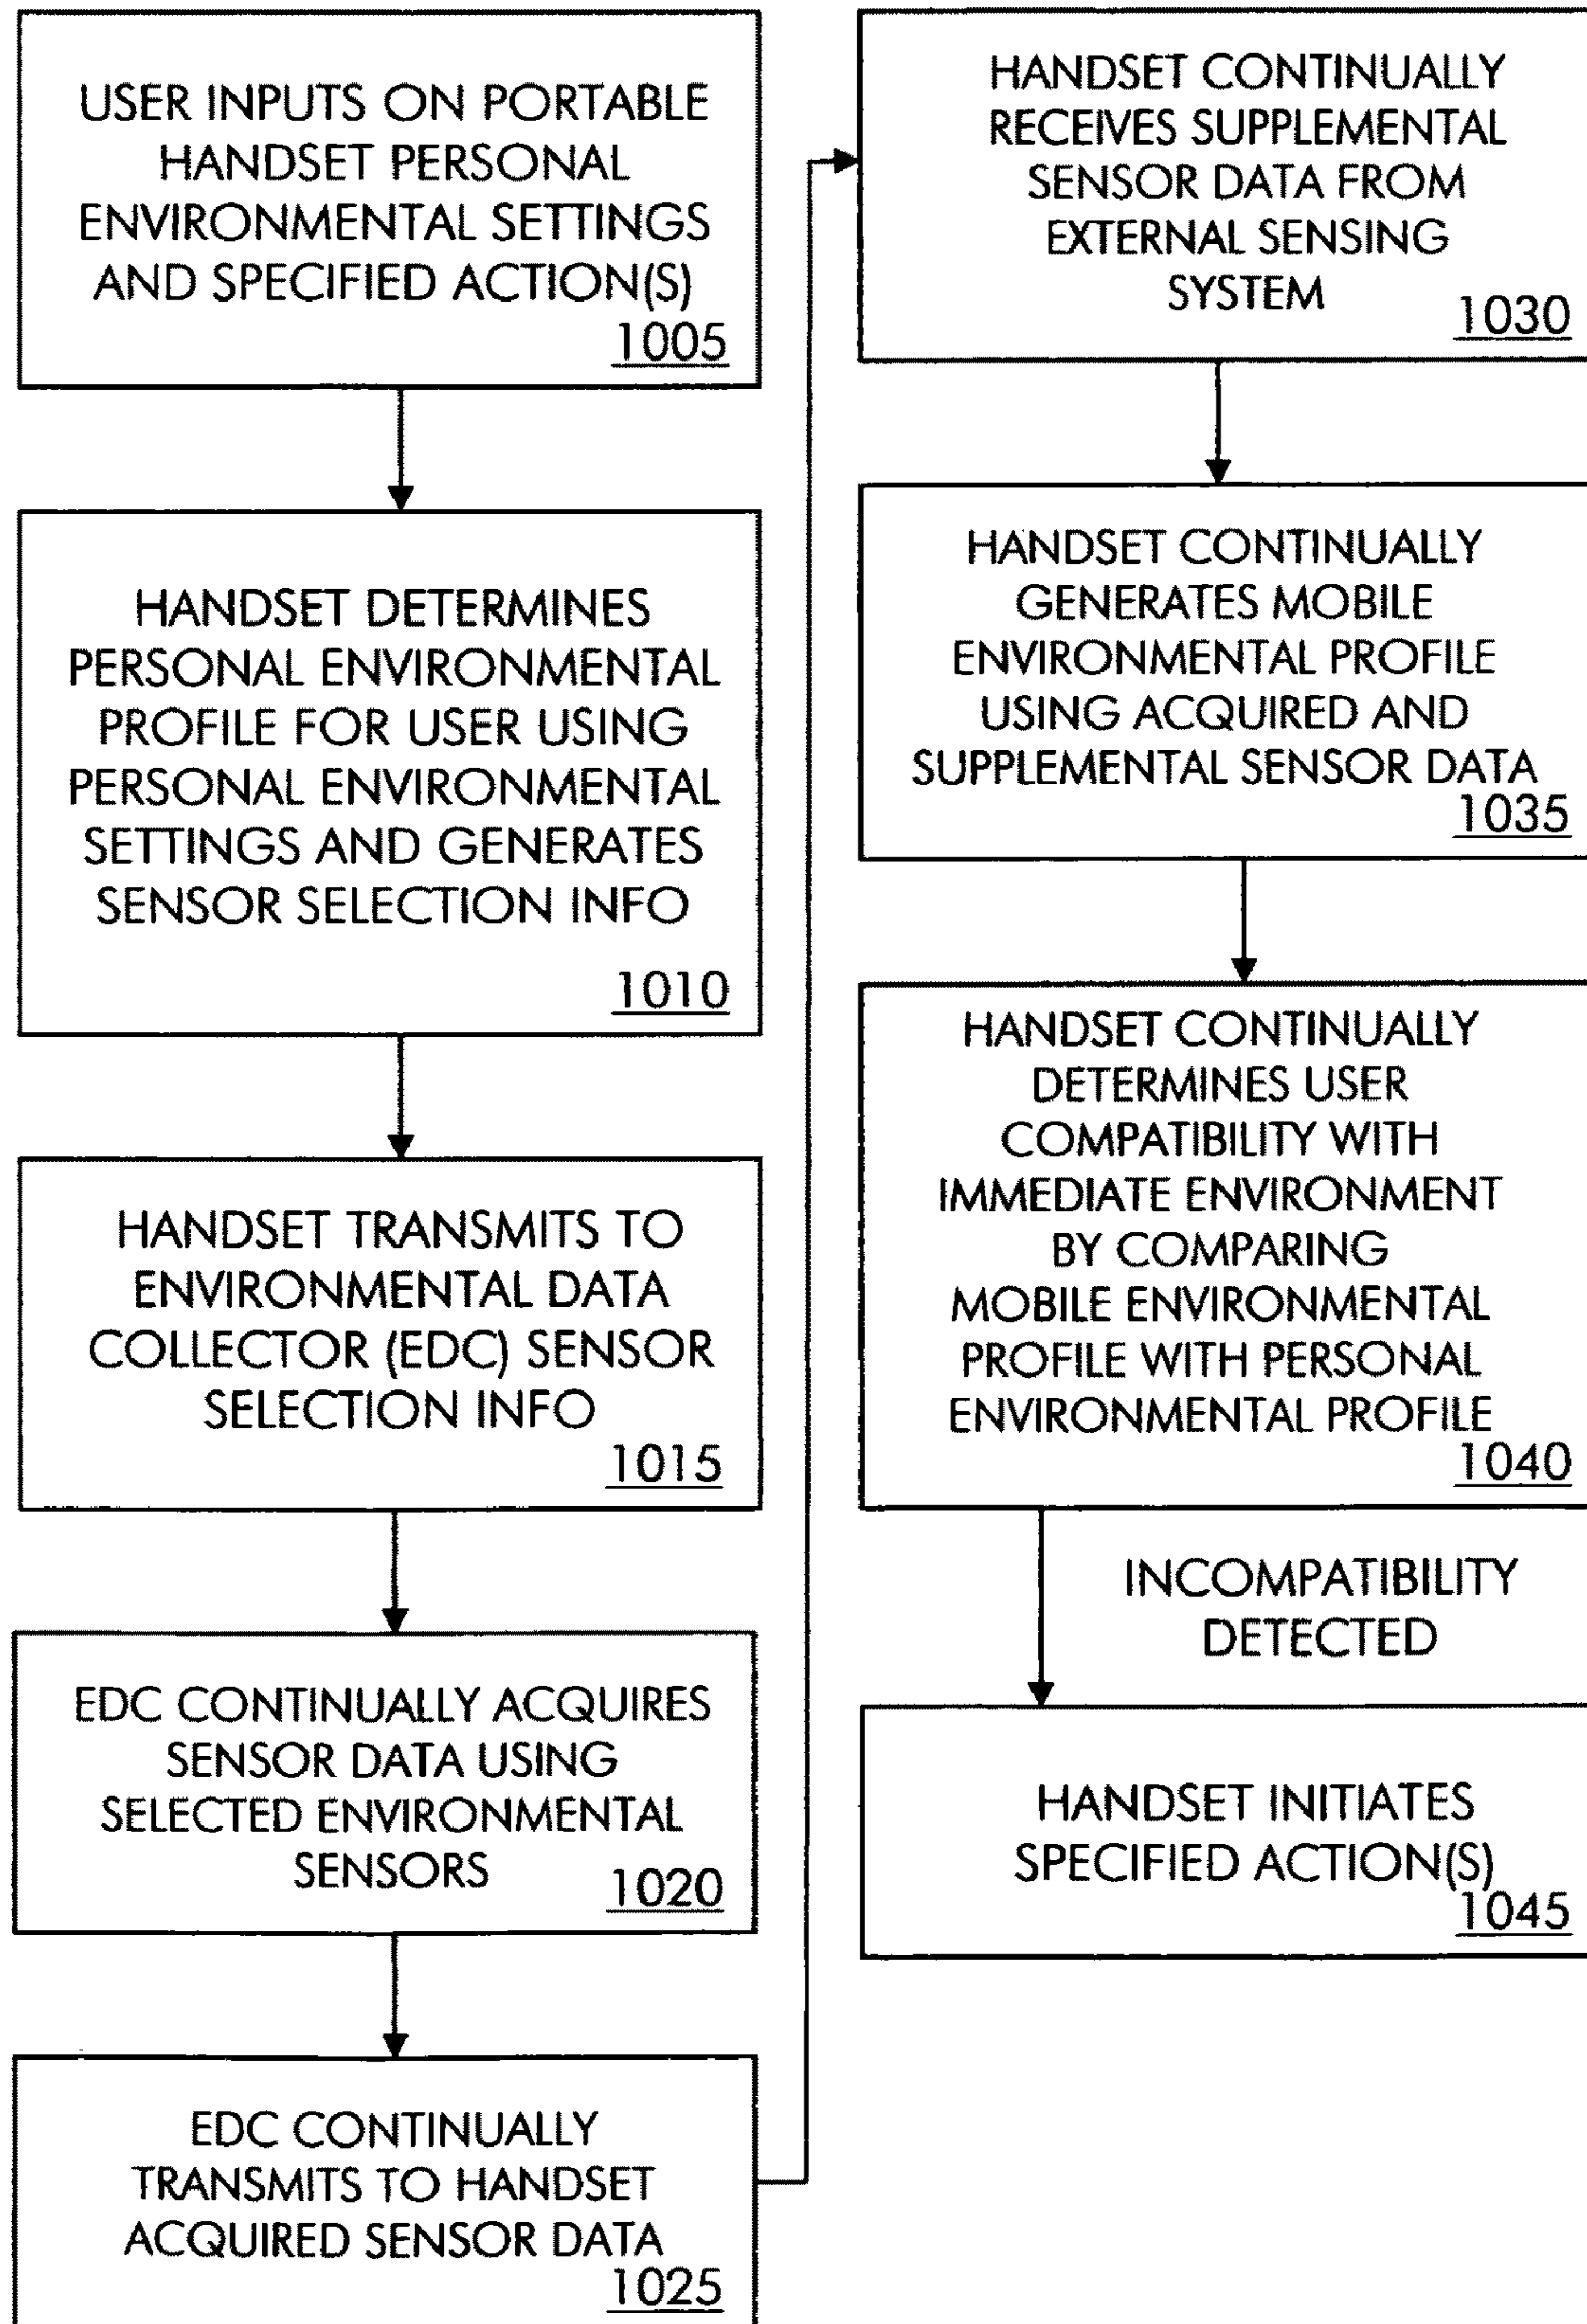 USER INPUTS ON PORTABLE
HANDSET PERSONAL
ENVIRONMENTAL SETTINGS
AND SPECIFIED ACTION(S)
1005
HANDSET DETERMINES
PERSONAL ENVIRONMENTAL
PROFILE FOR USER USING
PERSONAL ENVIRONMENTAL
SETTINGS AND GENERATES
SENSOR SELECTION INFO
1010
HANDSET TRANSMITS TO
ENVIRONMENTAL DATA
COLLECTOR (EDC) SENSOR
SELECTION INFO
1015
EDC CONTINUALLY ACQUIRES
SENSOR DATA USING
SELECTED ENVIRONMENTAL
SENSORS
1020
EDC CONTINUALLY
TRANSMITS TO HANDSET
ACQUIRED SENSOR DATA
1025
HANDSET CONTINUALLY
RECEIVES SUPPLEMENTAL
SENSOR DATA FROM
EXTERNAL SENSING
SYSTEM
1030
HANDSET CONTINUALLY
GENERATES MOBILE
ENVIRONMENTAL PROFILE
USING ACQUIRED AND
SUPPLEMENTAL SENSOR DATA
1035
HANDSET CONTINUALLY
DETERMINES USER
COMPATIBILITY WITH
IMMEDIATE ENVIRONMENT
BY COMPARING
MOBILE ENVIRONMENTAL
PROFILE WITH PERSONAL
ENVIRONMENTAL PROFILE
1040
INCOMPATIBILITY
DETECTED
HANDSET INITIATES
SPECIFIED ACTION(S)
1045